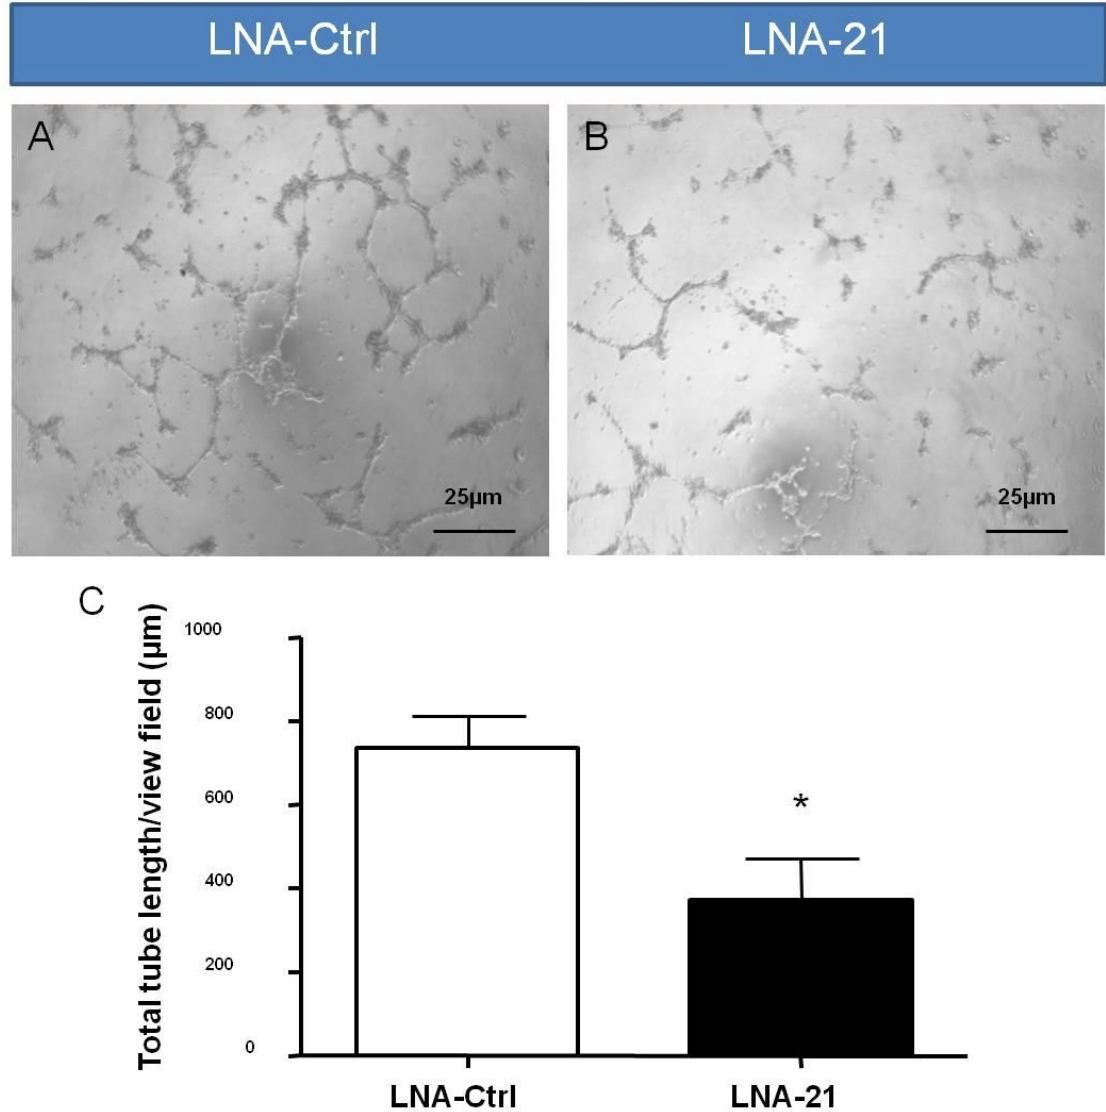 LNA-Ctrl LNA-21
A B
25µm 25µm
C
Total tube length/view field (µm)
1000
800
*
600
400
200
0
LNA-Ctrl LNA-21